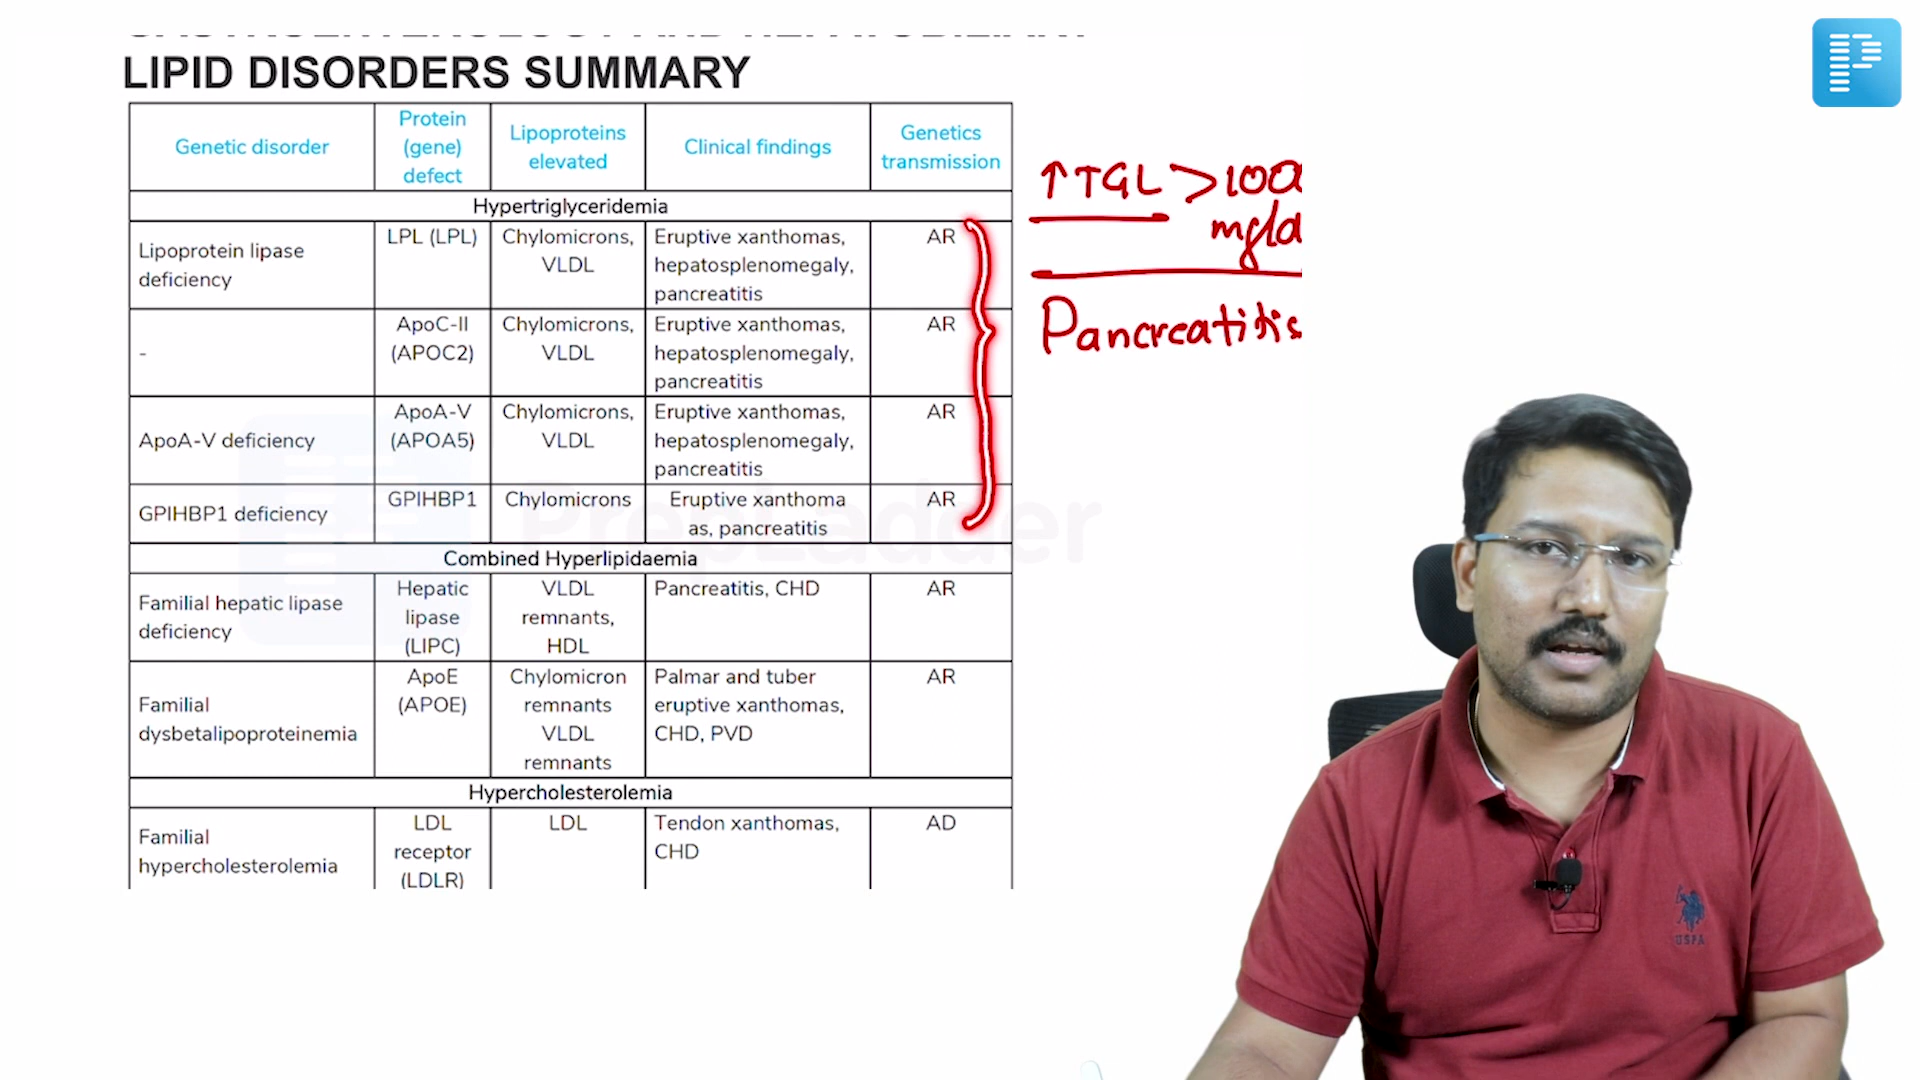 LIPID DISORDERS SUMMARY
Genetic disorder
Protein
(gene)
defect
Lipoproteins
elevated
Clinical findings
Genetics
transmission
Hypertriglyceridemia
Lipoprotein lipase
deficiency
LPL (LPL)
Chylomicrons,
VLDL
Eruptive xanthomas,
hepatosplenomegaly,
pancreatitis
AR
-
ApoC-II
(APOC2)
Chylomicrons,
VLDL
Eruptive xanthomas,
hepatosplenomegaly,
pancreatitis
AR
ApoA-V deficiency
ApoA-V
(APOA5)
Chylomicrons,
VLDL
Eruptive xanthomas,
hepatosplenomegaly,
pancreatitis
AR
GPIHBP1 deficiency
GPIHBP1
Chylomicrons
Eruptive xanthoma
as, pancreatitis
AR
Combined Hyperlipidaemia
Familial hepatic lipase
deficiency
Hepatic
lipase
(LIPC)
VLDL
remnants,
HDL
Pancreatitis, CHD
AR
Familial
dysbetalipoproteinemia
ApoE
(APOE)
Chylomicron
remnants
VLDL
remnants
Palmar and tuber
eruptive xanthomas,
CHD, PVD
AR
Hypercholesterolemia
Familial
hypercholesterolemia
LDL
receptor
(LDLR)
LDL
Tendon xanthomas,
CHD
AD
↑TGL >100
mg/d
Pancreatitis
PrepLadder
USPA